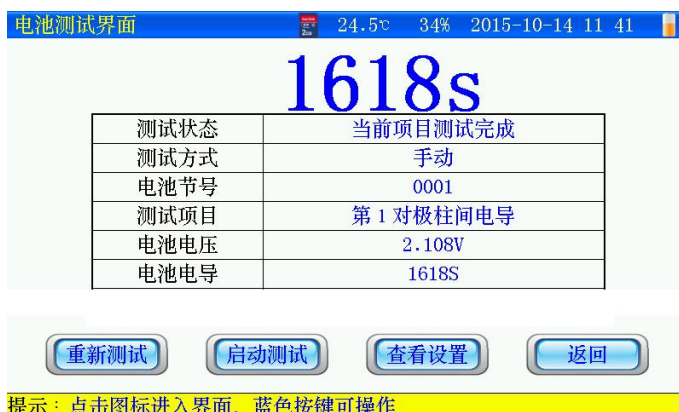 电池测试界面 24.5℃ 34% 2015-10-14 11 41
1618s
测试状态 当前项目测试完成
测试方式 手动
电池节号 0001
测试项目 第1对极柱间电导
电池电压 2.108V
电池电导 1618S
重新测试 启动测试 查看设置 返回
提示：点击图标进入界面，蓝色按键可操作